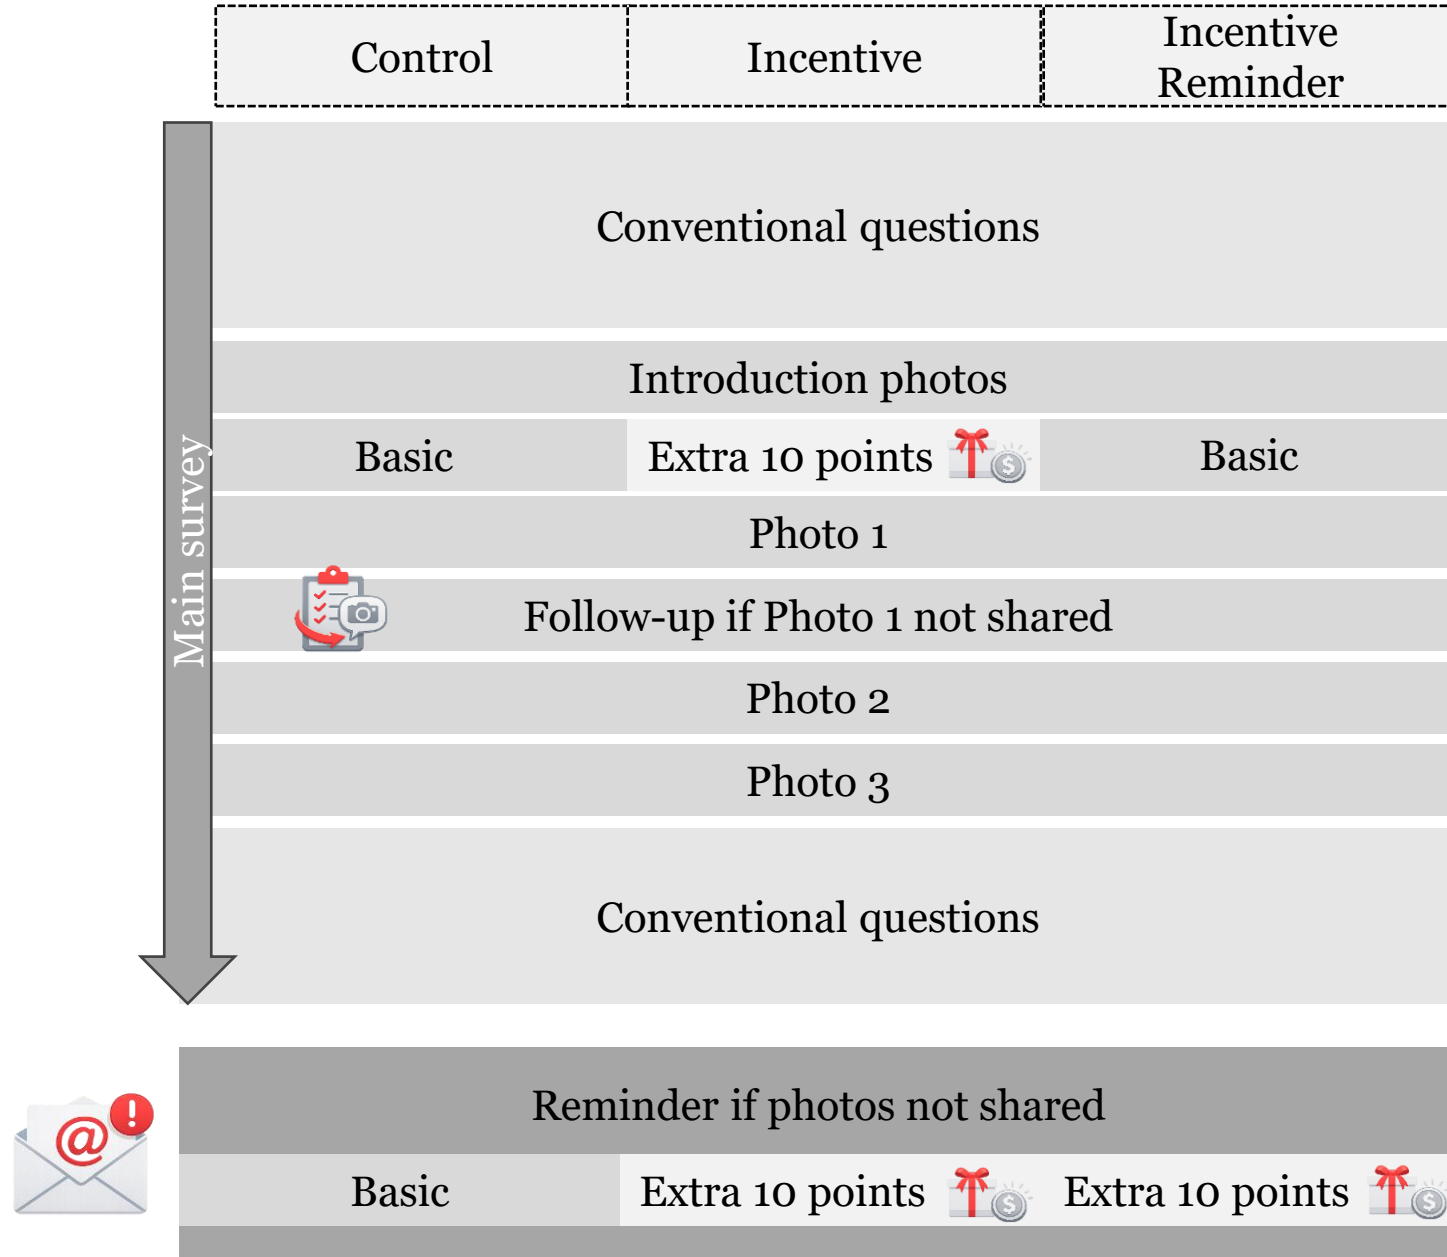 Control
Incentive
Incentive
Reminder
Conventional questions
Introduction photos
Basic
Extra 10 points
$
Basic
Main survey
Photo 1
Follow-up if Photo 1 not shared
Photo 2
Photo 3
Conventional questions
@
!
Reminder if photos not shared
Basic
Extra 10 points
$
Extra 10 points
$